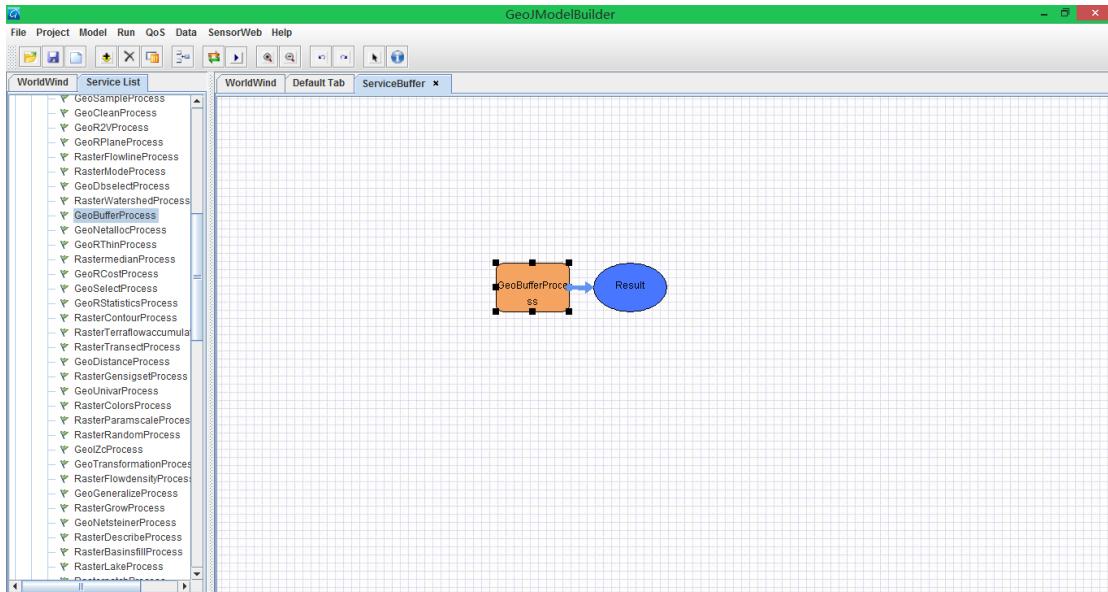 GeoJModelBuilder
File Project Model Run QoS Data SensorWeb Help
WorldWind Service List
WorldWind Default Tab ServiceBuffer ×
GeoSampleProcess
GeoCleanProcess
GeoR2VProcess
GeoRPlaneProcess
RasterFlowlineProcess
RasterModeProcess
GeoDbselectProcess
RasterWatershedProcess
GeoBufferProcess
GeoNetallocProcess
GeoRThinProcess
RastermedianProcess
GeoRCostProcess
GeoSelectProcess
GeoRStatisticsProcess
RasterContourProcess
RasterTerraflowaccumula
RasterTransectProcess
GeoDistanceProcess
RasterGensigsetProcess
GeoUnivarProcess
RasterColorsProcess
RasterParamscaleProces
RasterRandomProcess
GeoIZcProcess
GeoTransformationProces
RasterFlowdensityProces
GeoGeneralizeProcess
RasterGrowProcess
GeoNetsteinerProcess
RasterDescribeProcess
RasterBasinsfillProcess
RasterLakeProcess
GeoBufferProce
ss
Result